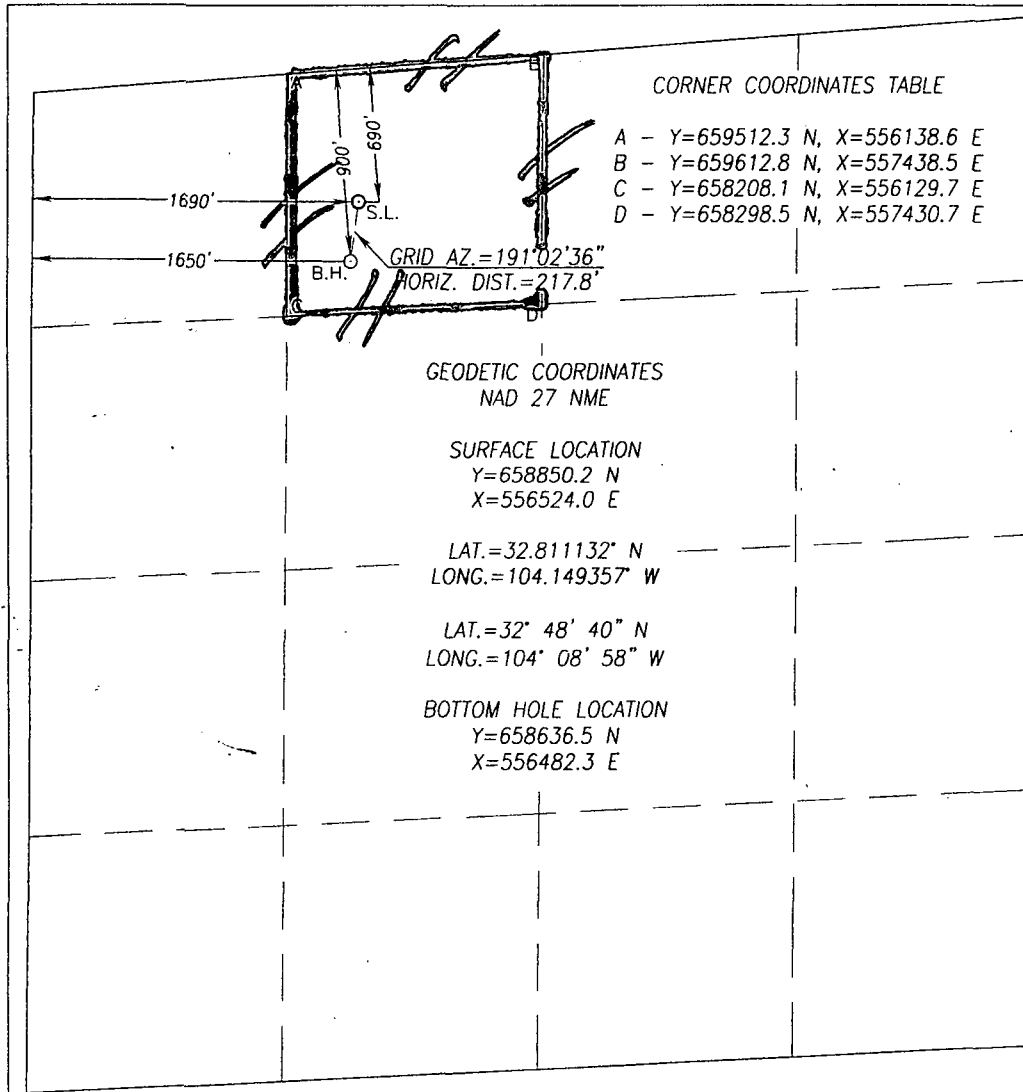 A
B
CORNER COORDINATES TABLE
A - Y=659512.3 N, X=556138.6 E
B - Y=659612.8 N, X=557438.5 E
C - Y=658208.1 N, X=556129.7 E
D - Y=658298.5 N, X=557430.7 E
900'
690'
1690'
S.L.
1650'
B.H.
GRID AZ.=191°02'36"
HORIZ. DIST.=217.8'
C
D
GEODETIC COORDINATES
NAD 27 NME
SURFACE LOCATION
Y=658850.2 N
X=556524.0 E
LAT.=32.811132° N
LONG.=104.149357° W
LAT.=32° 48' 40" N
LONG.=104° 08' 58" W
BOTTOM HOLE LOCATION
Y=658636.5 N
X=556482.3 E